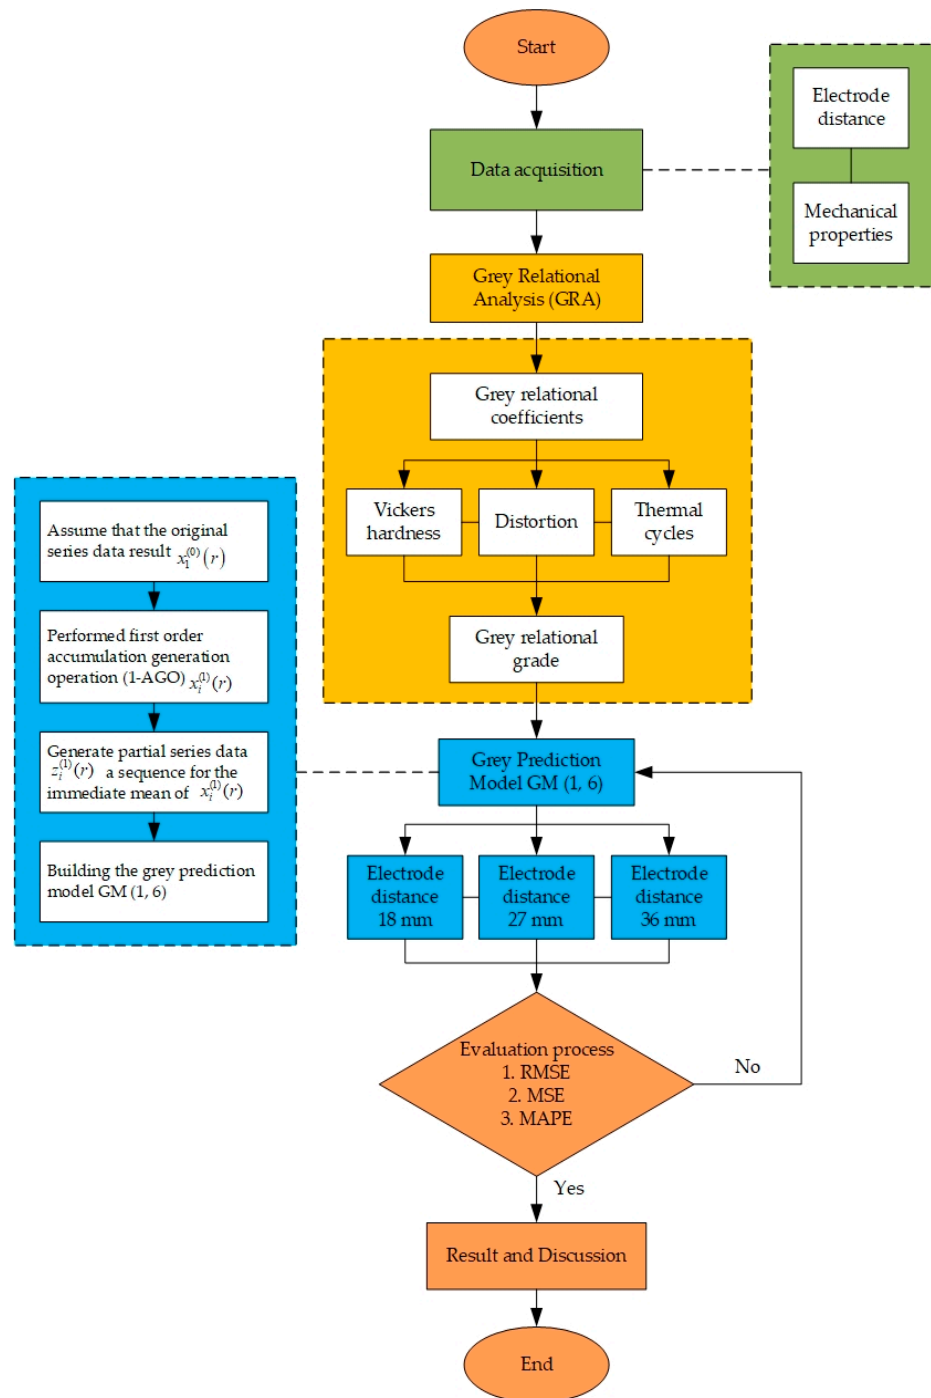 Start
Electrode
distance
Data acquisition
Mechanical
properties
Grey Relational
Analysis (GRA)
Grey relational
coefficients
Vickers
hardness
Distortion
Thermal
cycles
Grey relational
grade
Assume that the original
series data result x₁⁽⁰⁾(r)
Performed first order
accumulation generation
operation (1-AGO) xᵢ⁽¹⁾(r)
Generate partial series data
zᵢ⁽¹⁾(r) a sequence for the
immediate mean of xᵢ⁽¹⁾(r)
Building the grey prediction
model GM (1, 6)
Grey Prediction
Model GM (1, 6)
Electrode
distance
18 mm
Electrode
distance
27 mm
Electrode
distance
36 mm
Evaluation process
1. RMSE
2. MSE
3. MAPE
No
Yes
Result and Discussion
End